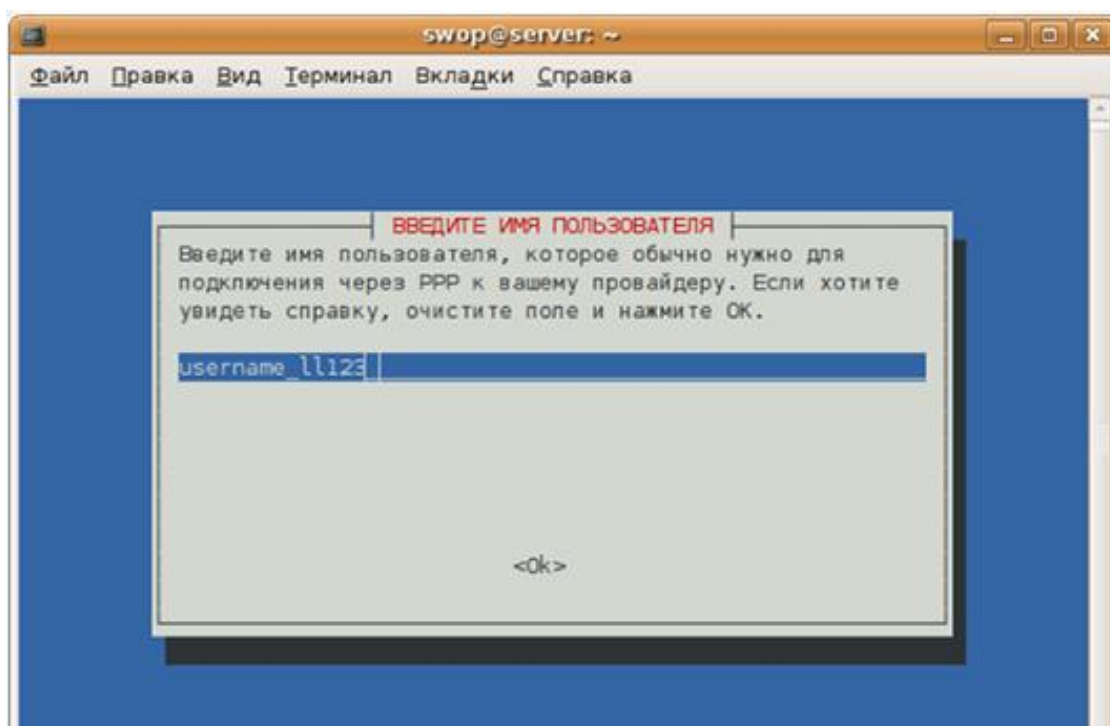 swop@server: ~
Файл Правка Вид Терминал Вкладки Справка
ВВЕДИТЕ ИМЯ ПОЛЬЗОВАТЕЛЯ
Введите имя пользователя, которое обычно нужно для
подключения через PPP к вашему провайдеру. Если хотите
увидеть справку, очистите поле и нажмите OK.
username_ll123
<Ok>